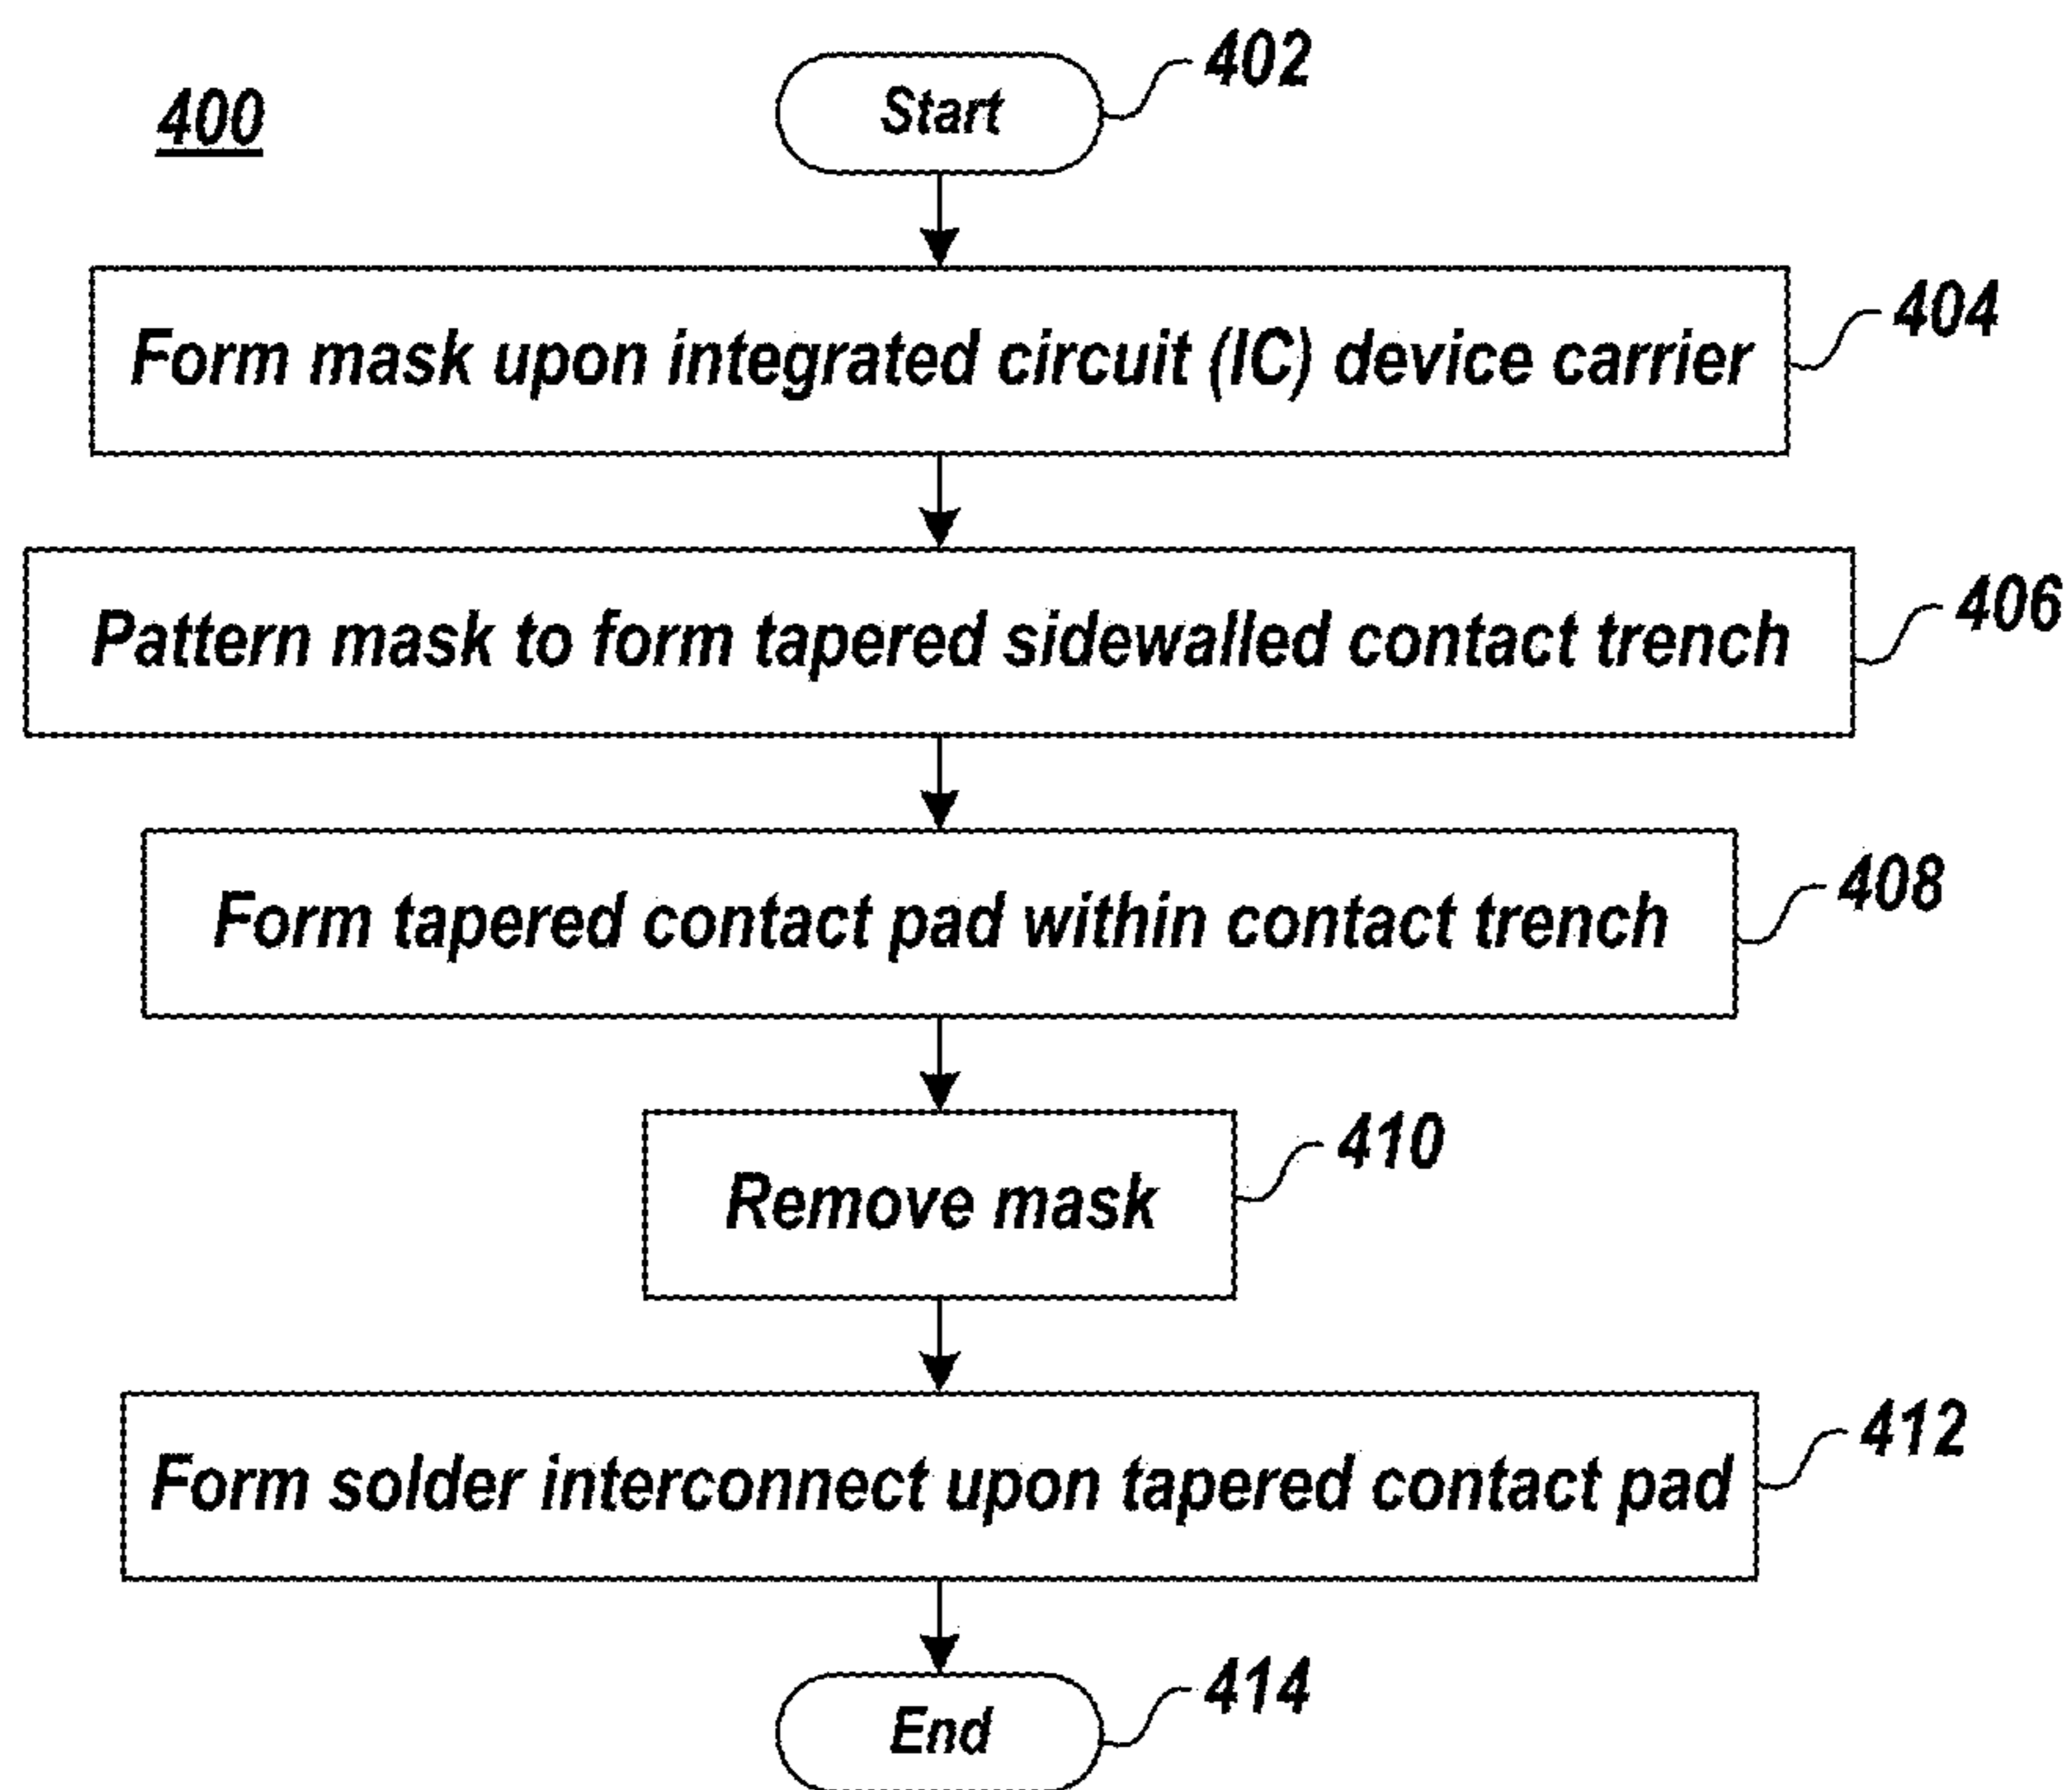 400
Start
402
Form mask upon integrated circuit (IC) device carrier
404
Pattern mask to form tapered sidewalled contact trench
406
Form tapered contact pad within contact trench
408
Remove mask
410
Form solder interconnect upon tapered contact pad
412
End
414